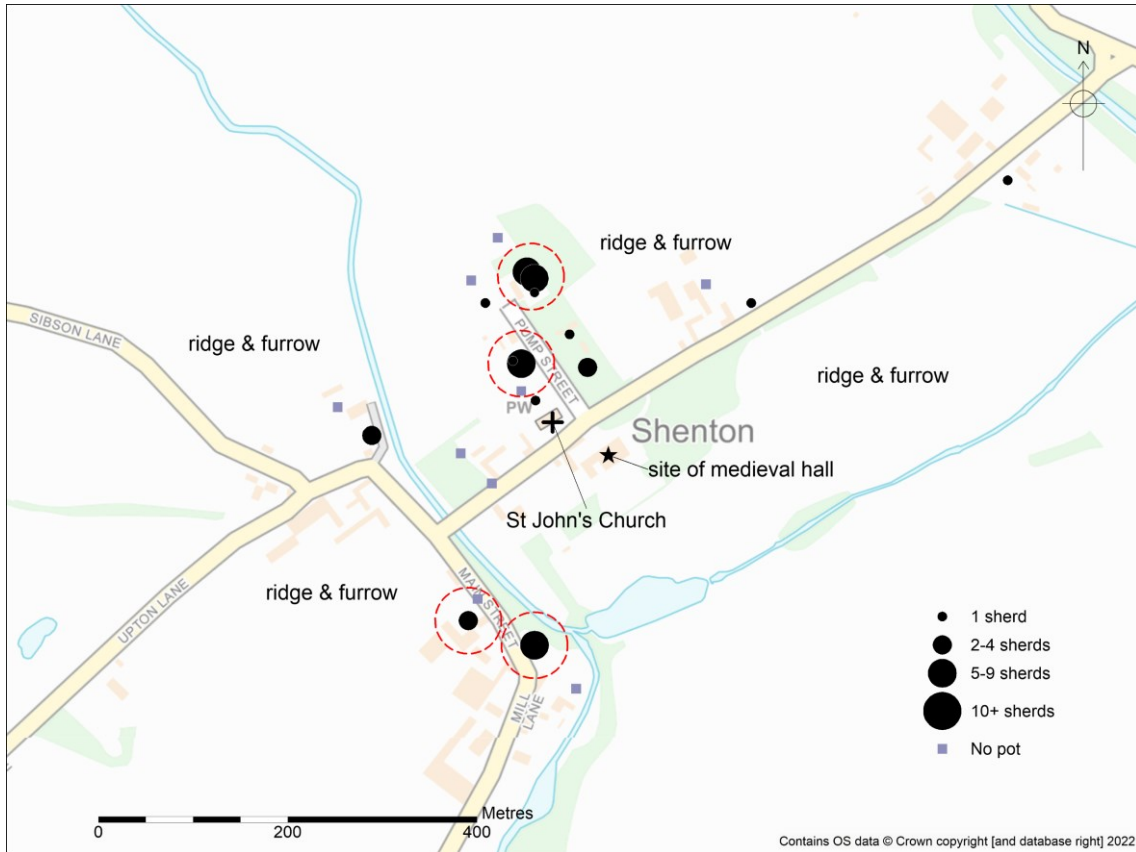 N
ridge & furrow
SIBSON LANE
ridge & furrow
PUMP STREET
ridge & furrow
PW
Shenton
site of medieval hall
St John's Church
MAIN STREET
ridge & furrow
UPTON LANE
MILL
LANE
1 sherd
2-4 sherds
5-9 sherds
10+ sherds
No pot
Metres
0
200
400
Contains OS data © Crown copyright [and database right] 2022